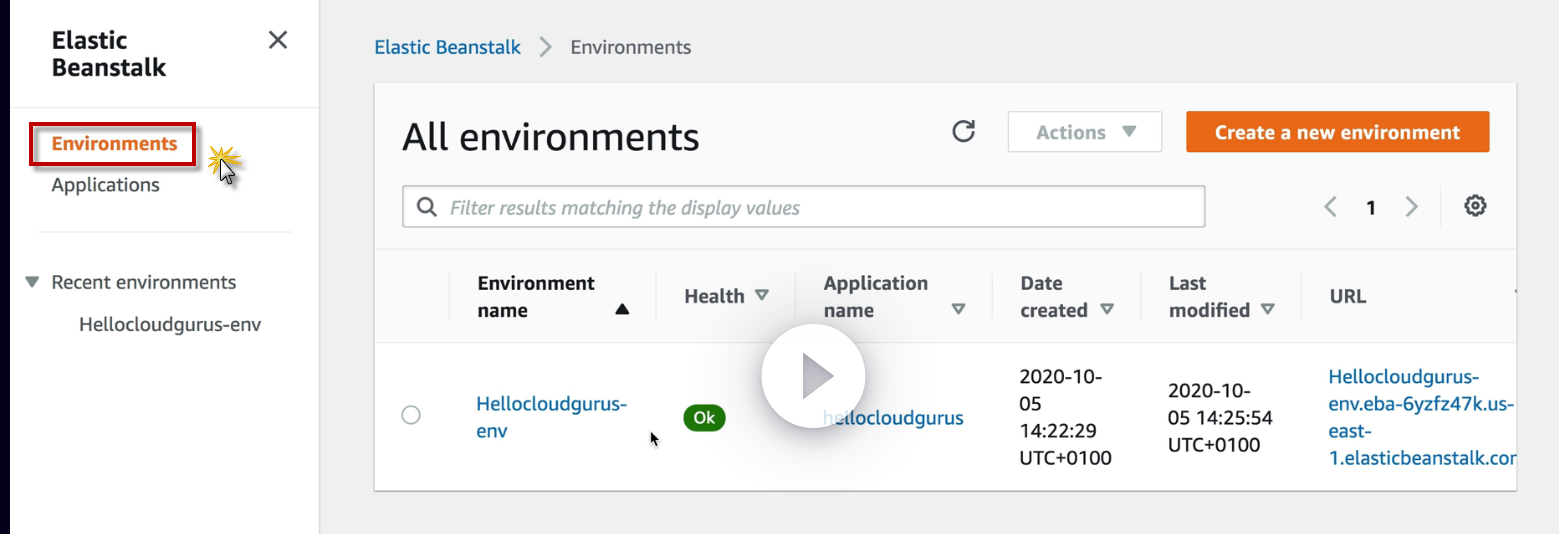 Elastic
Beanstalk
Environments
Applications
Recent environments
Hellocloudgurus-env
Elastic Beanstalk > Environments
All environments
Actions
Create a new environment
Filter results matching the display values
1
Environment
name
Health
Application
name
Date
created
Last
modified
URL
Hellocloudgurus-
env
Ok
hellocloudgurus
2020-10-
05
14:22:29
UTC+0100
2020-10-
05 14:25:54
UTC+0100
Hellocloudgurus-
env.eba-6yzfz47k.us-
east-
1.elasticbeanstalk.com